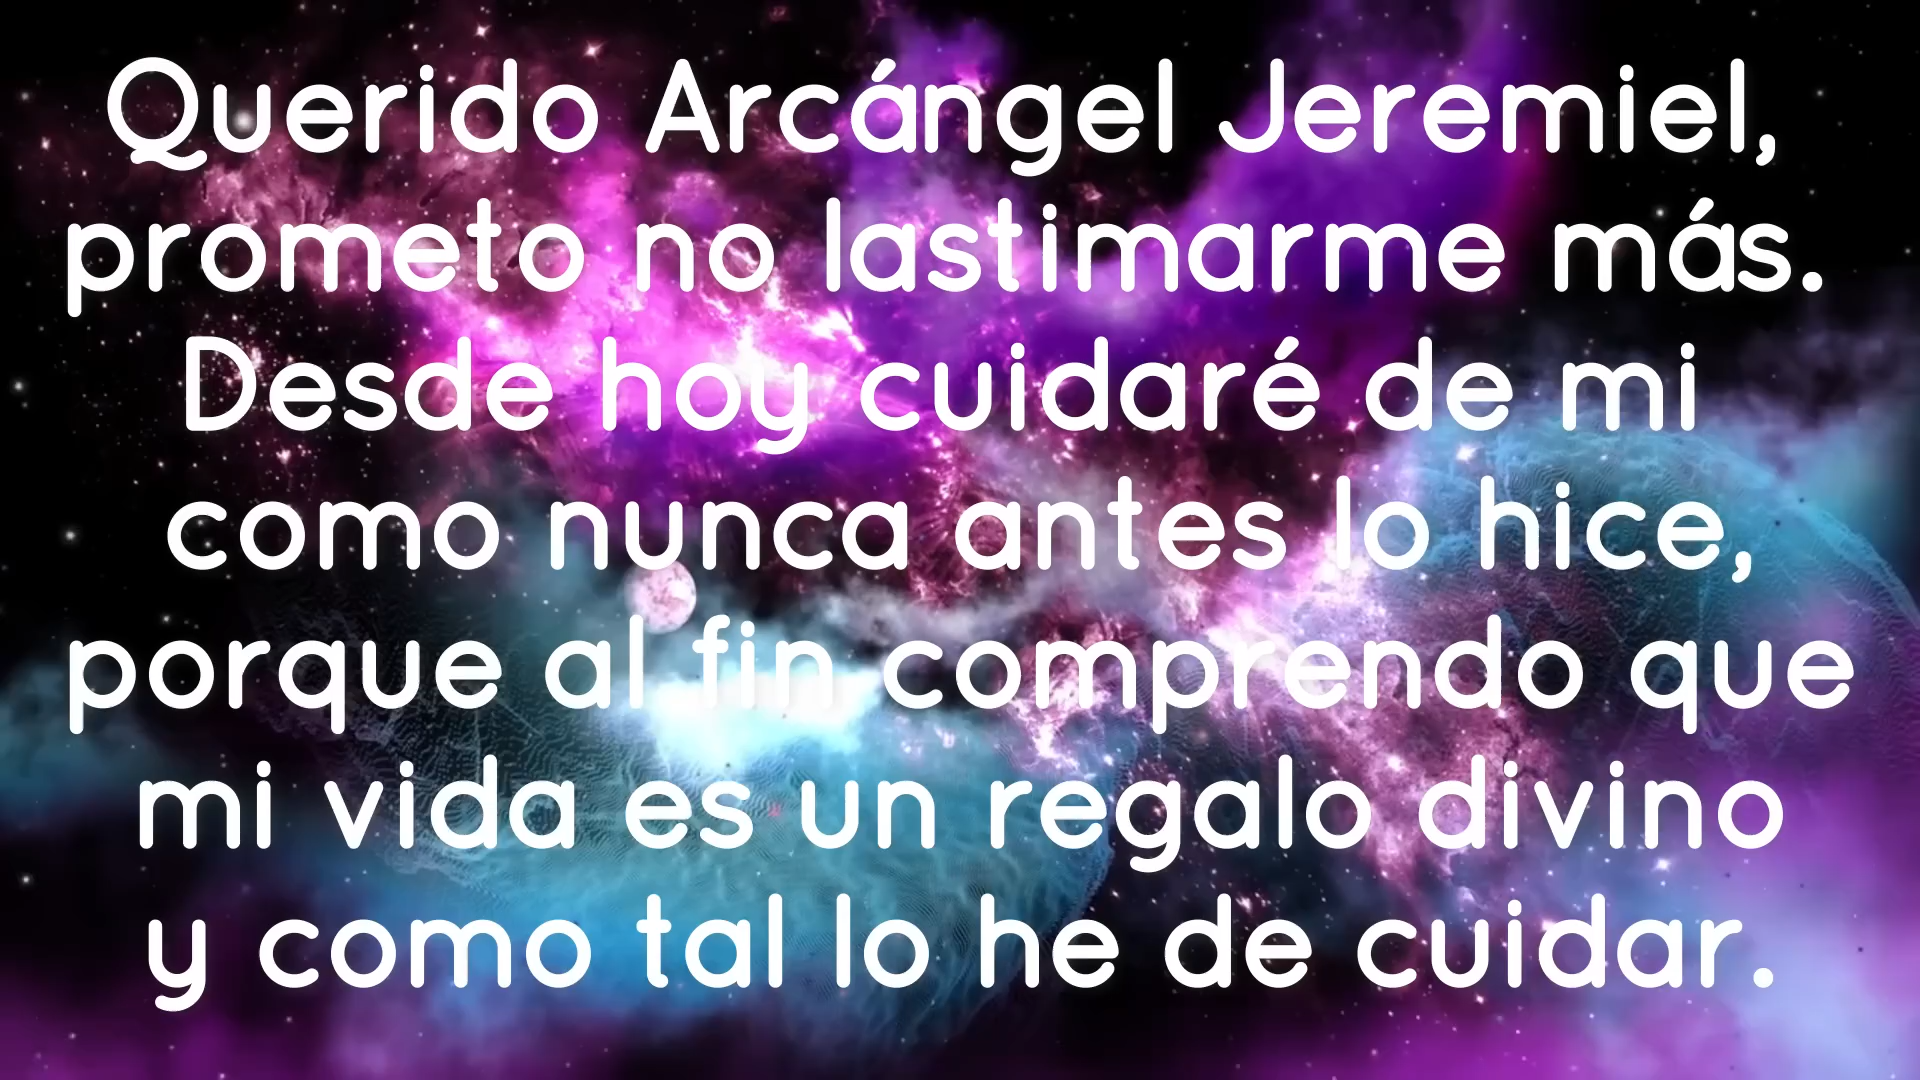 Querido Arcángel Jeremiel,
prometo no lastimarme más.
Desde hoy cuidaré de mi
como nunca antes lo hice,
porque al fin comprendo que
mi vida es un regalo divino
y como tal lo he de cuidar.